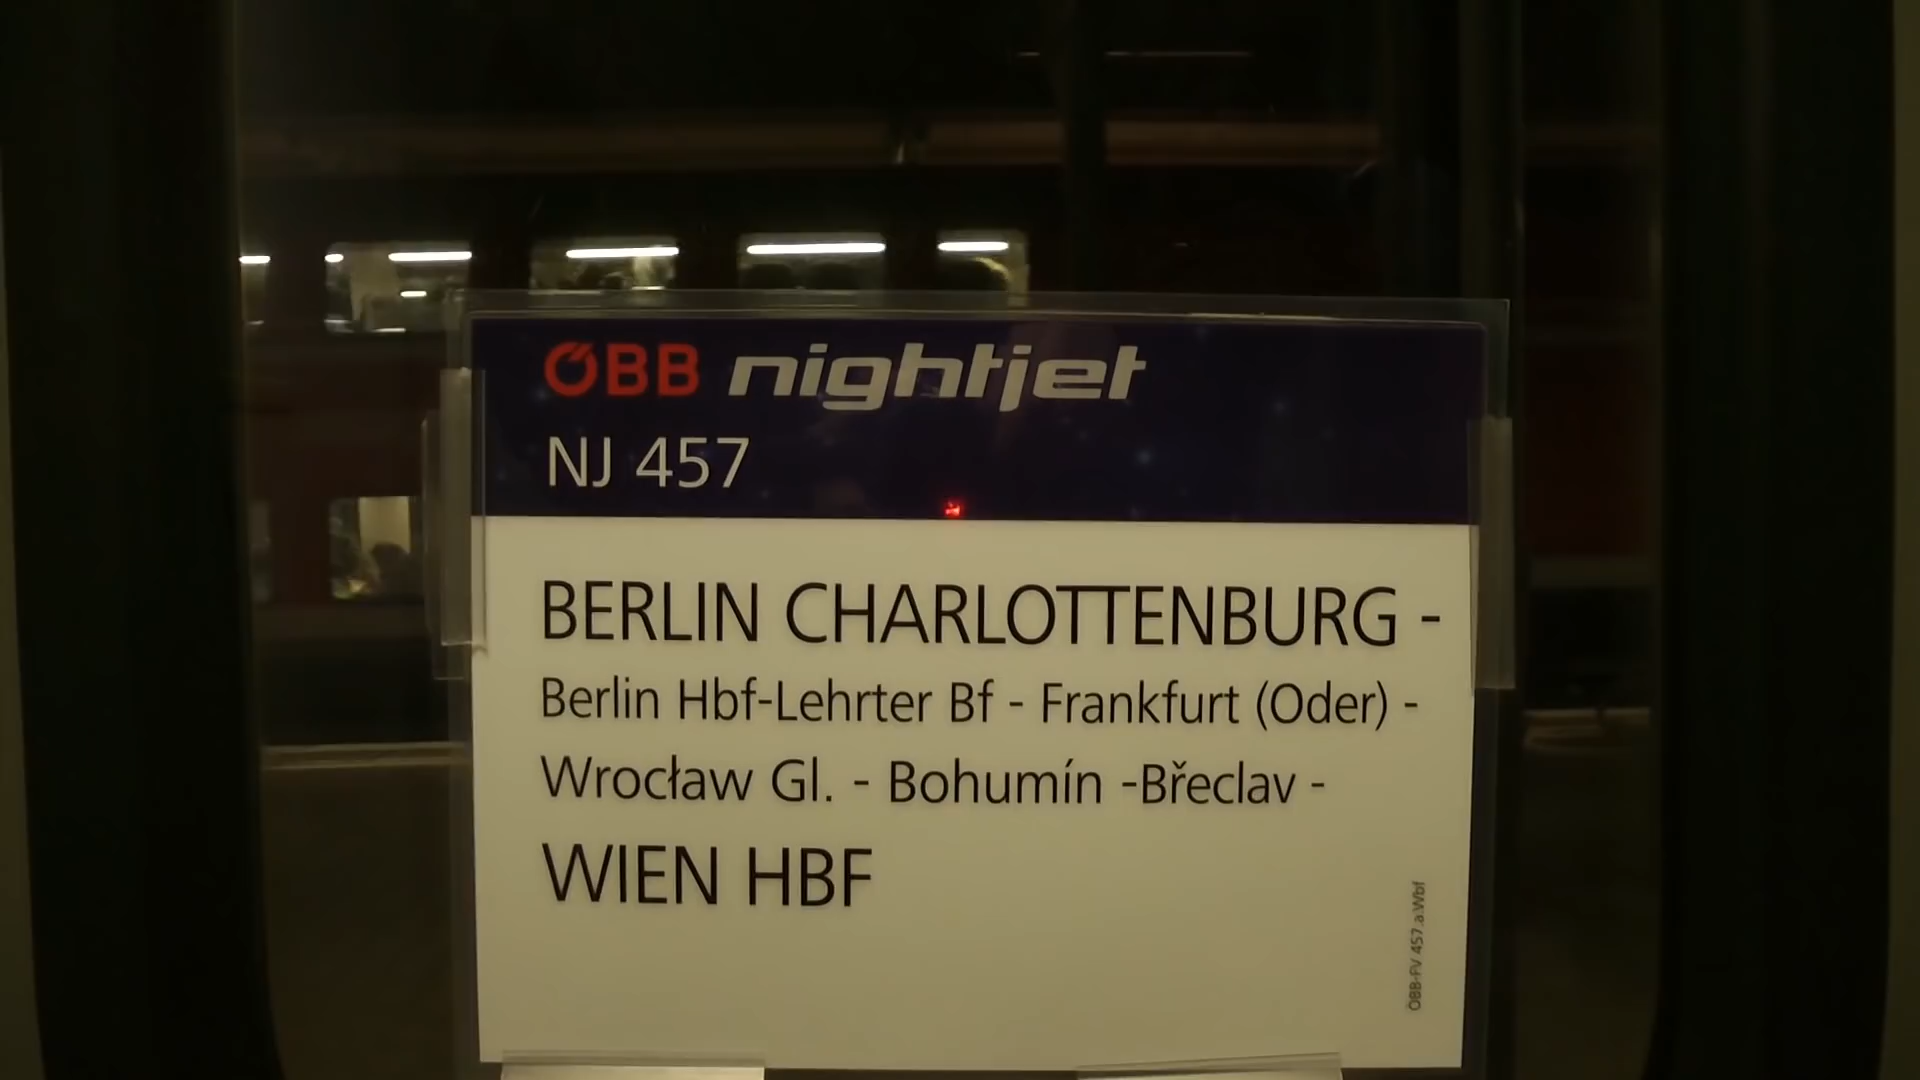 ÖBB nightjet
NJ 457
BERLIN CHARLOTTENBURG -
Berlin Hbf-Lehrter Bf - Frankfurt (Oder) -
Wrocław Gl. - Bohumín -Břeclav -
WIEN HBF
ÖBB-FV 457.a.Wbf